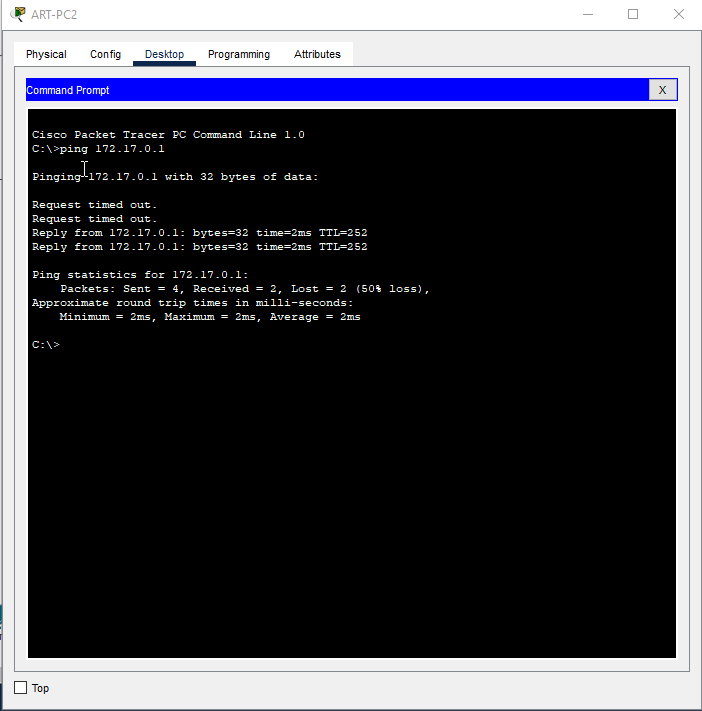 ART-PC2
Physical Config Desktop Programming Attributes
Command Prompt X
Cisco Packet Tracer PC Command Line 1.0
C:\>ping 172.17.0.1
Pinging 172.17.0.1 with 32 bytes of data:
Request timed out.
Request timed out.
Reply from 172.17.0.1: bytes=32 time=2ms TTL=252
Reply from 172.17.0.1: bytes=32 time=2ms TTL=252
Ping statistics for 172.17.0.1:
Packets: Sent = 4, Received = 2, Lost = 2 (50% loss),
Approximate round trip times in milli-seconds:
Minimum = 2ms, Maximum = 2ms, Average = 2ms
C:\>
Top